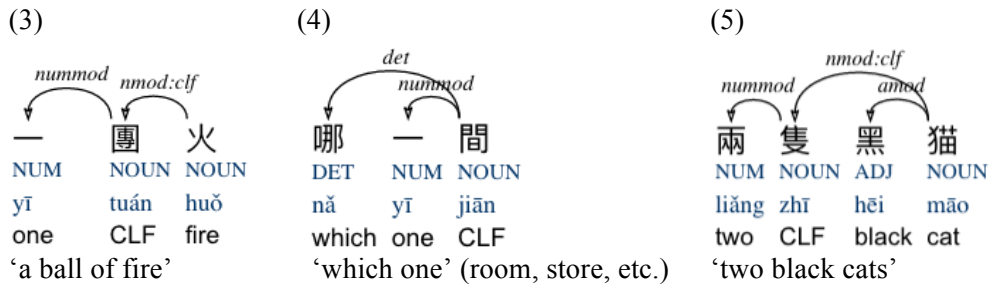 (3) (4) (5)
det nmod:clf
nummod nmod:clf nummod nummod amod
一 團 火 哪 一 間 兩 隻 黑 猫
NUM NOUN NOUN DET NUM NOUN NUM NOUN ADJ NOUN
yī tuán huǒ nǎ yī jiān liǎng zhī hēi māo
one CLF fire which one CLF two CLF black cat
‘a ball of fire’ ‘which one’ (room, store, etc.) ‘two black cats’